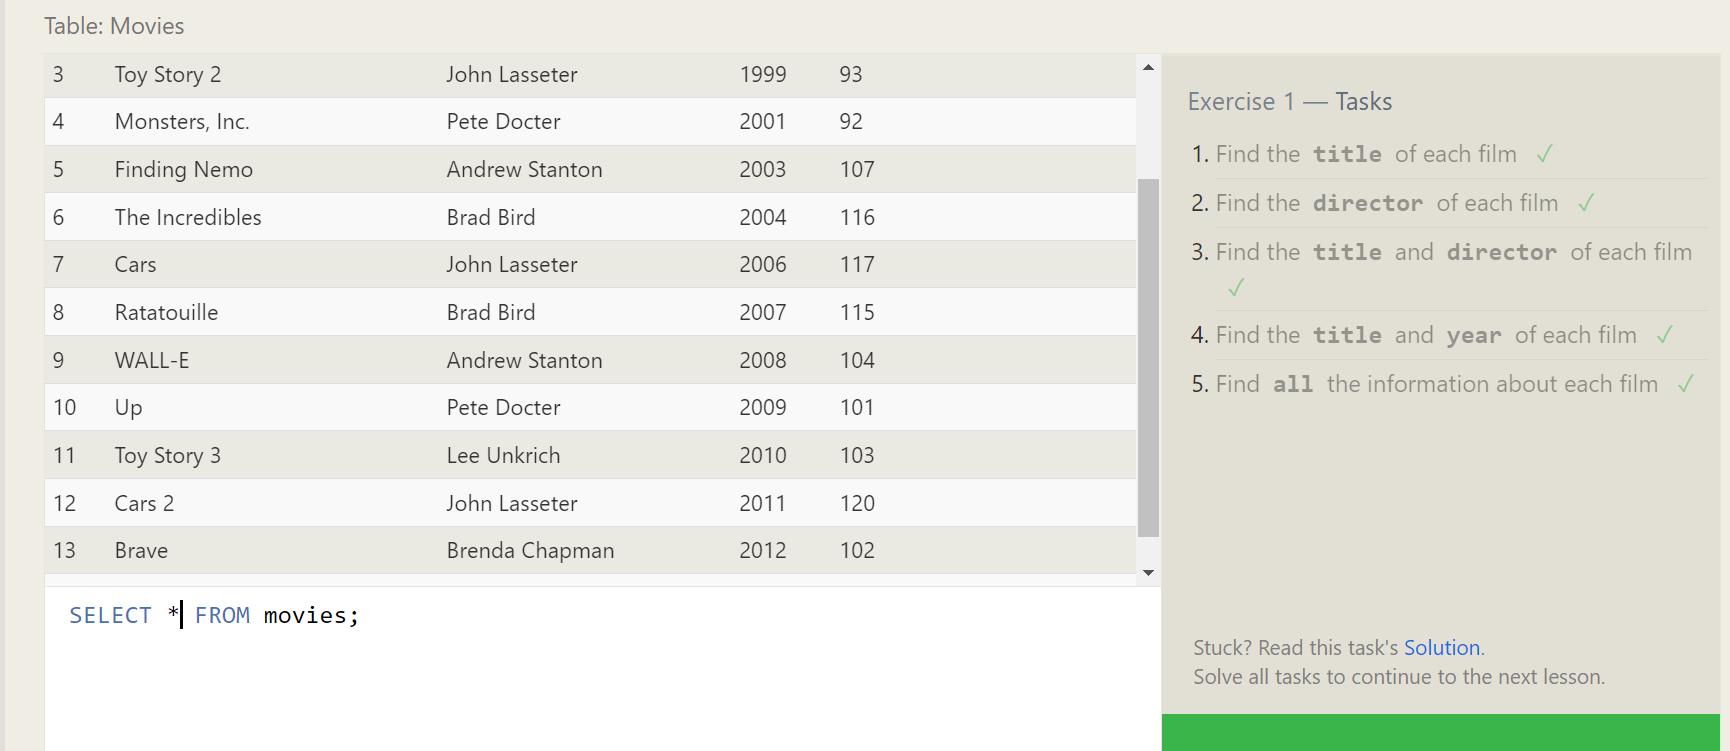 Table: Movies
3 Toy Story 2 John Lasseter 1999 93
4 Monsters, Inc. Pete Docter 2001 92
5 Finding Nemo Andrew Stanton 2003 107
6 The Incredibles Brad Bird 2004 116
7 Cars John Lasseter 2006 117
8 Ratatouille Brad Bird 2007 115
9 WALL-E Andrew Stanton 2008 104
10 Up Pete Docter 2009 101
11 Toy Story 3 Lee Unkrich 2010 103
12 Cars 2 John Lasseter 2011 120
13 Brave Brenda Chapman 2012 102
SELECT * FROM movies;
Exercise 1 — Tasks
1. Find the title of each film ✓
2. Find the director of each film ✓
3. Find the title and director of each film
✓
4. Find the title and year of each film ✓
5. Find all the information about each film ✓
Stuck? Read this task's Solution.
Solve all tasks to continue to the next lesson.